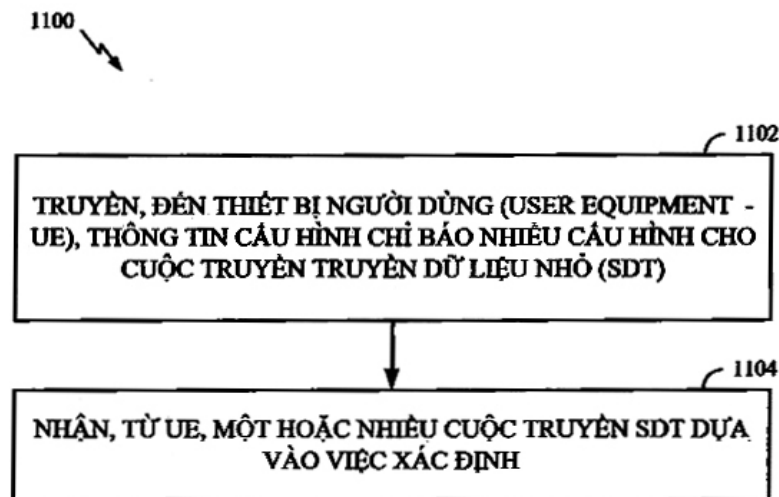 1100
1102
TRUYỀN, ĐẾN THIẾT BỊ NGƯỜI DÙNG (USER EQUIPMENT -
UE), THÔNG TIN CẤU HÌNH CHỈ BÁO NHIỀU CẤU HÌNH CHO
CUỘC TRUYỀN TRUYỀN DỮ LIỆU NHỎ (SDT)
1104
NHẬN, TỪ UE, MỘT HOẶC NHIỀU CUỘC TRUYỀN SDT DỰA
VÀO VIỆC XÁC ĐỊNH